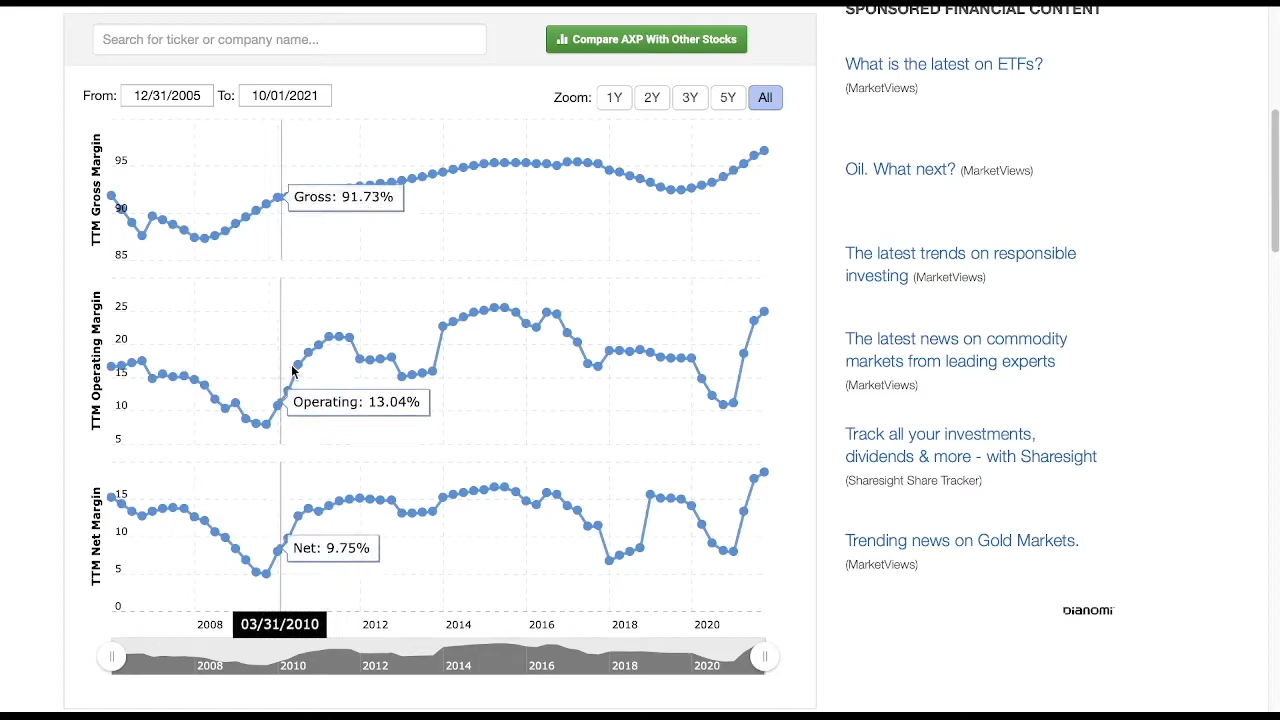 SPONSORED FINANCIAL CONTENT
Search for ticker or company name...
Compare AXP With Other Stocks
From: 12/31/2005 To: 10/01/2021
Zoom: 1Y 2Y 3Y 5Y All
TTM Gross Margin
95
90
85
Gross: 91.73%
TTM Operating Margin
25
20
15
10
5
Operating: 13.04%
TTM Net Margin
15
10
5
0
Net: 9.75%
2008 03/31/2010 2012 2014 2016 2018 2020
2008 2010 2012 2014 2016 2018 2020
What is the latest on ETFs?
(MarketViews)
Oil. What next? (MarketViews)
The latest trends on responsible
investing (MarketViews)
The latest news on commodity
markets from leading experts
(MarketViews)
Track all your investments,
dividends & more - with Sharesight
(Sharesight Share Tracker)
Trending news on Gold Markets.
(MarketViews)
Dianomi